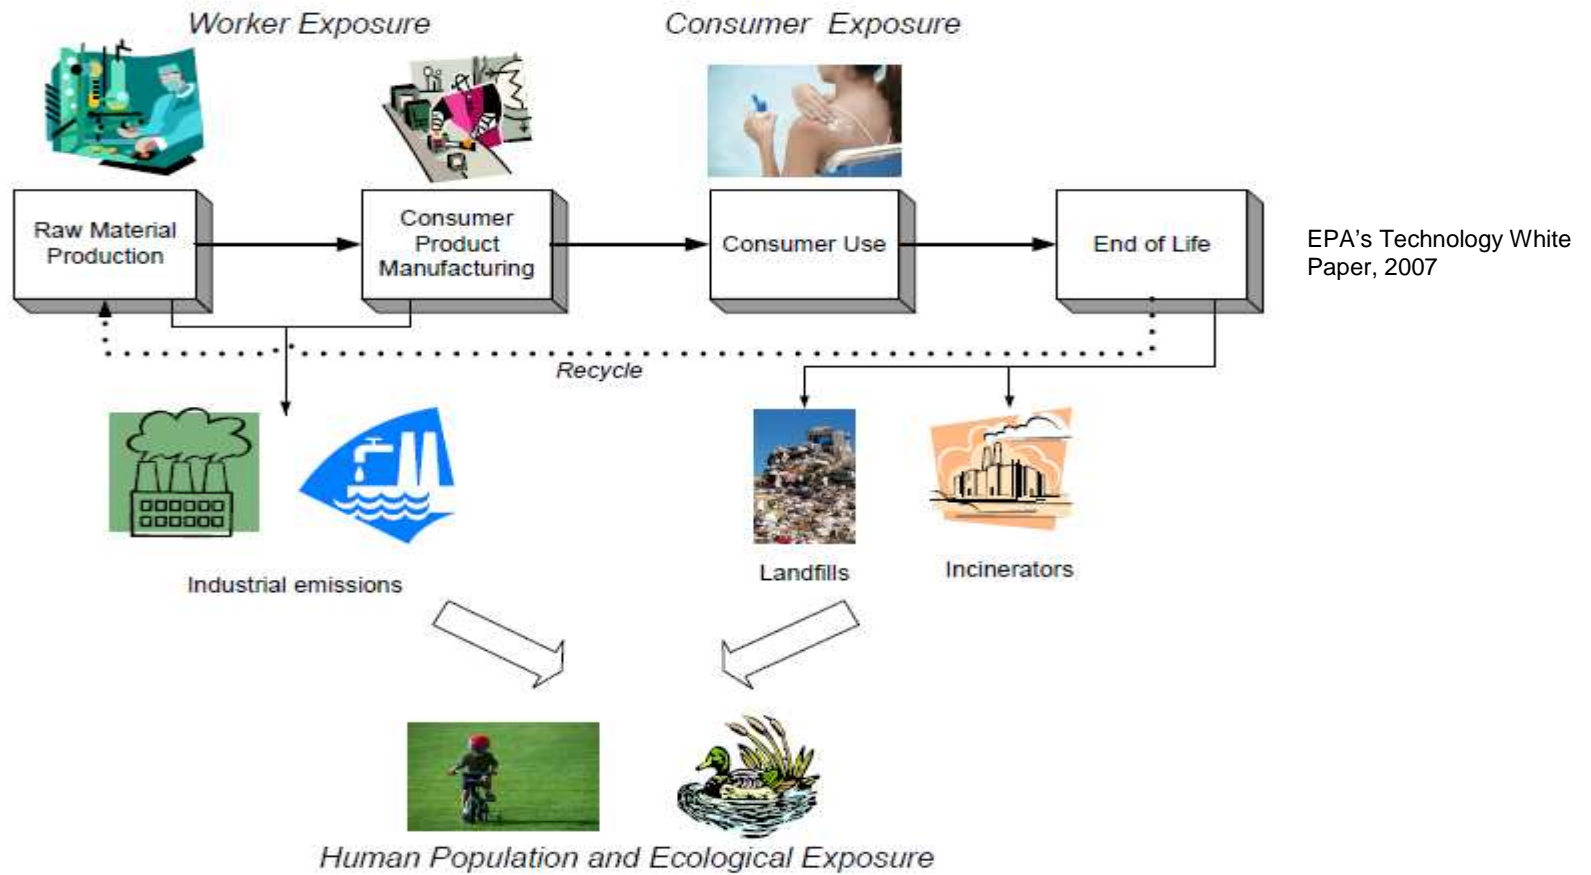 Worker Exposure
Consumer Exposure
Raw Material
Production
Consumer
Product
Manufacturing
Consumer Use
End of Life
EPA's Technology White
Paper, 2007
Recycle
Industrial emissions
Landfills
Incinerators
Human Population and Ecological Exposure